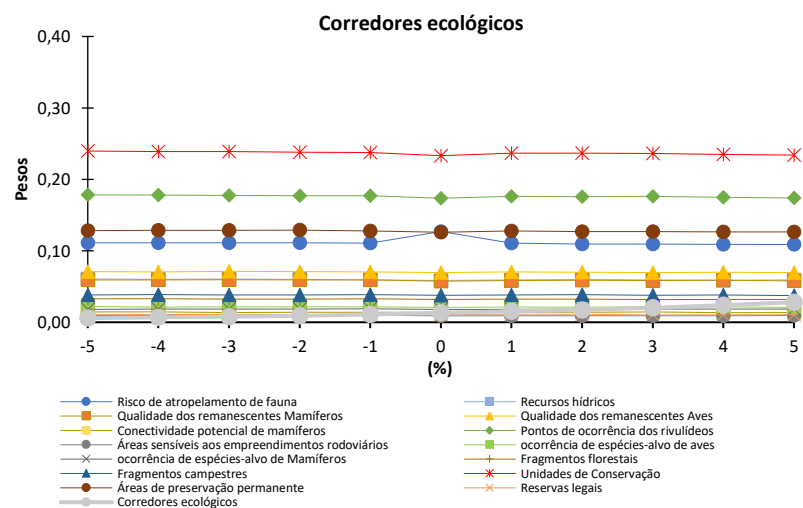 Corredores ecológicos
0,40
0,30
0,20
0,10
0,00
Pesos
-5 -4 -3 -2 -1 0 1 2 3 4 5
(%)
Risco de atropelamento de fauna
Recursos hídricos
Qualidade dos remanescentes Mamíferos
Qualidade dos remanescentes Aves
Conectividade potencial de mamíferos
Pontos de ocorrência dos rivulídeos
Áreas sensíveis aos empreendimentos rodoviários
ocorrência de espécies-alvo de aves
ocorrência de espécies-alvo de Mamíferos
Fragmentos florestais
Fragmentos campestres
Unidades de Conservação
Áreas de preservação permanente
Reservas legais
Corredores ecológicos